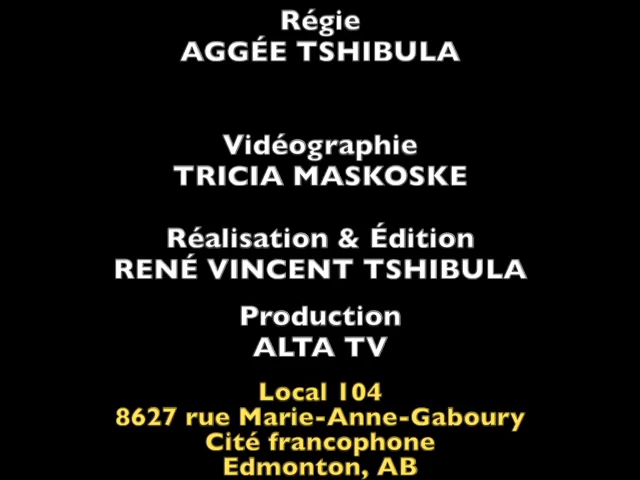 Régie
AGGÉE TSHIBULA
Vidéographie
TRICIA MASKOSKE
Réalisation & Édition
RENÉ VINCENT TSHIBULA
Production
ALTA TV
Local 104
8627 rue Marie-Anne-Gaboury
Cité francophone
Edmonton, AB